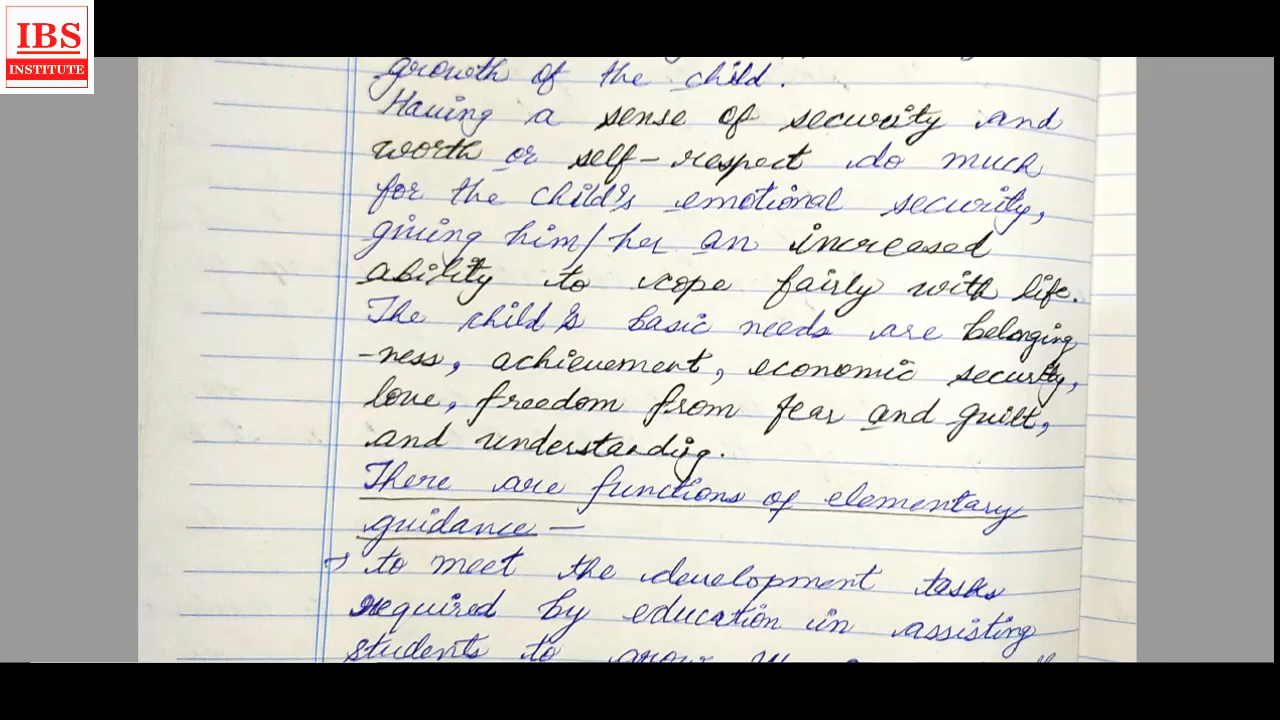 IBS
INSTITUTE
growth of the child.
Having a sense of security and
worth or self-respect do much
for the child's emotional security,
giving him/her an increased
ability to cope fairly with life.
The child's basic needs are belonging
-ness, achievement, economic security,
love, freedom from fear and guilt,
and understanding.
There are functions of elementary
guidance —
→ to meet the development tasks
required by education in assisting
students to grow